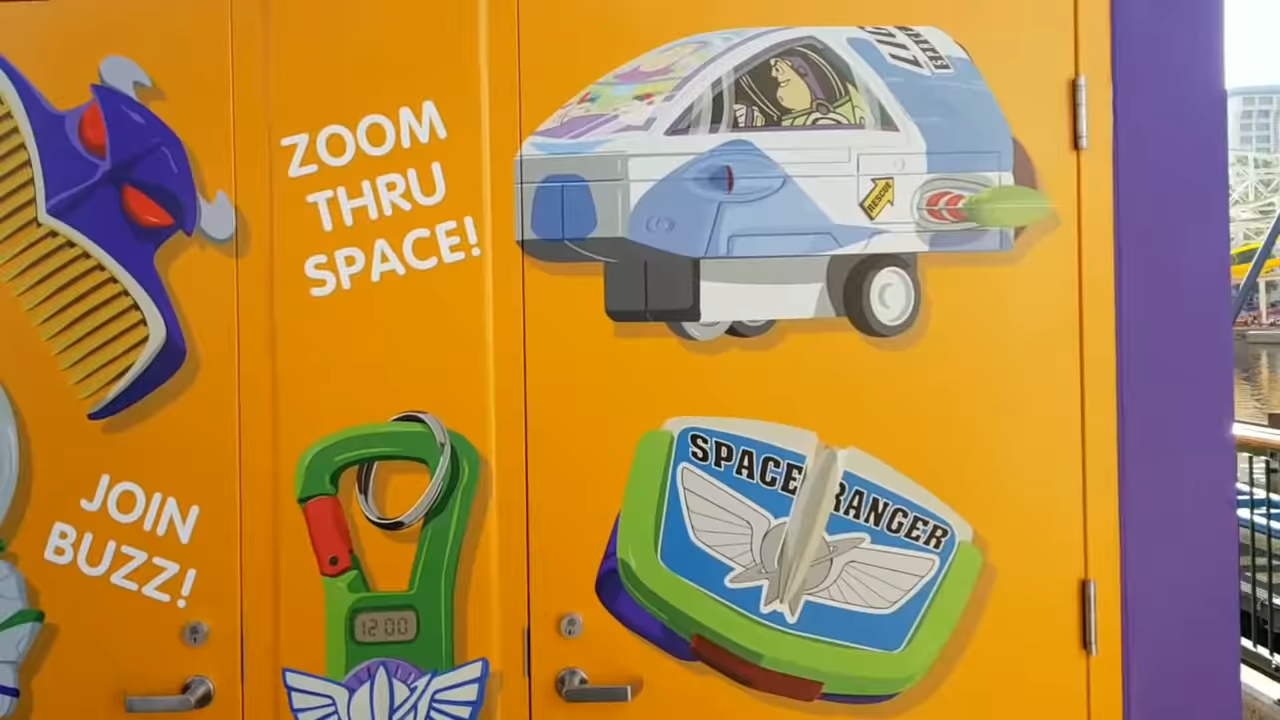 ZOOM
THRU
SPACE!
RESCUE
SPACE RANGER
JOIN
BUZZ!
12:00